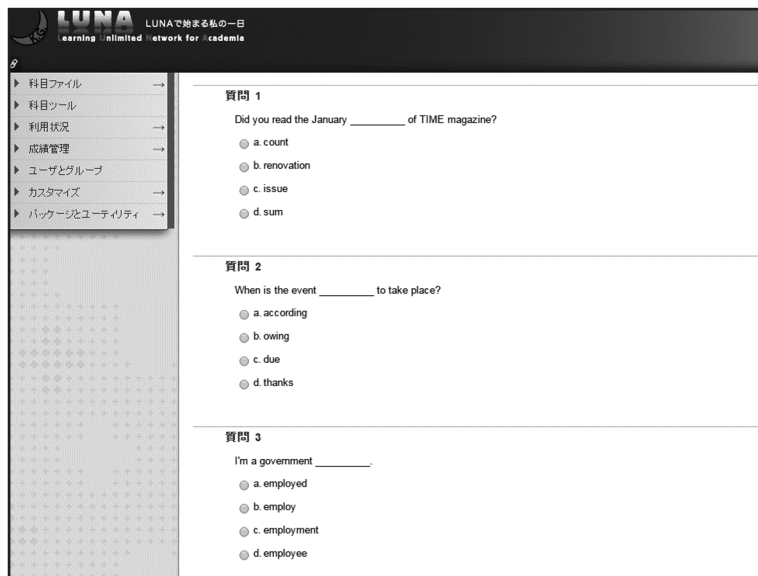 LUNA LUNAで始まる私の一日
Learning Unlimited Network for Academia
科目ファイル →
科目ツール
利用状況 →
成績管理 →
ユーザとグループ
カスタマイズ →
パッケージとユーティリティ →
質問 1
Did you read the January __________ of TIME magazine?
a. count
b. renovation
c. issue
d. sum
質問 2
When is the event __________ to take place?
a. according
b. owing
c. due
d. thanks
質問 3
I'm a government __________.
a. employed
b. employ
c. employment
d. employee